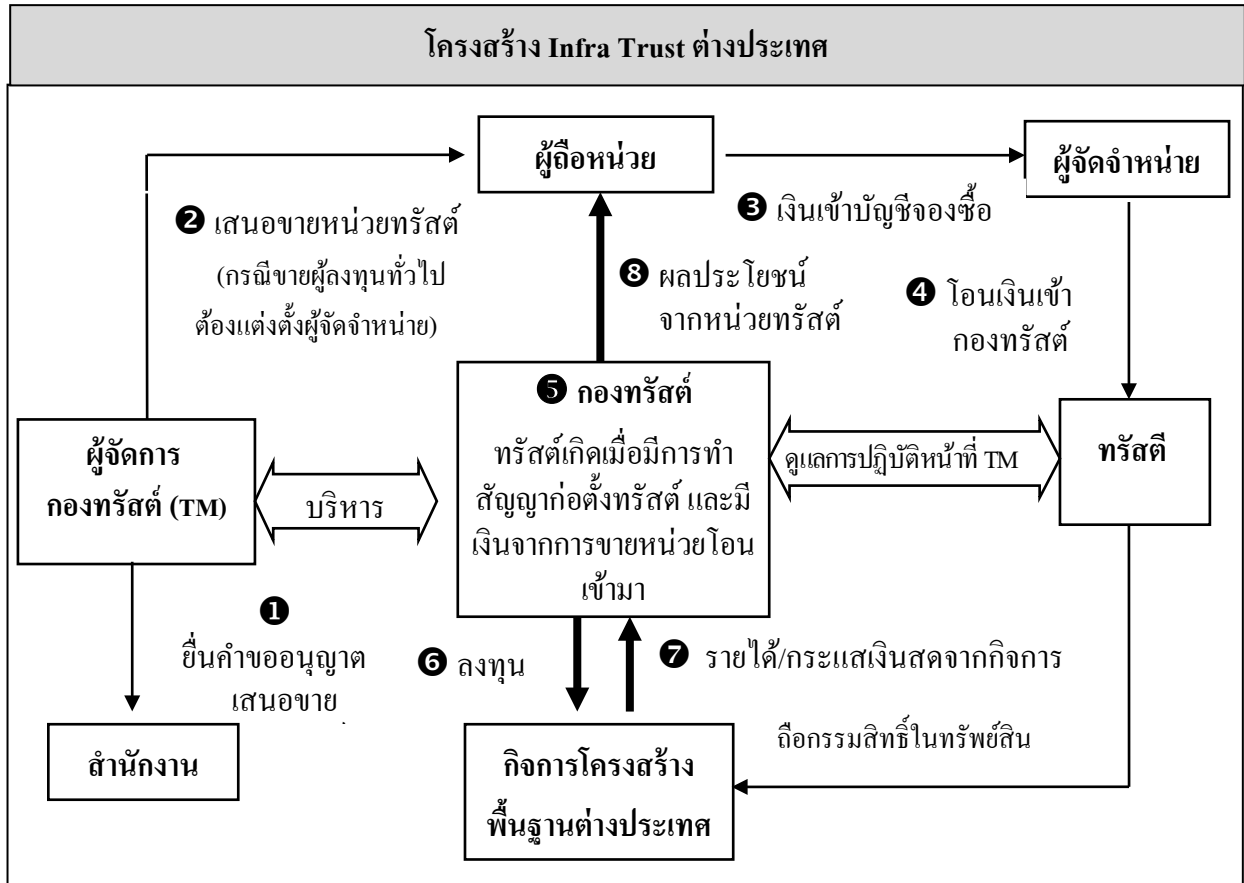 โครงสร้าง Infra Trust ต่างประเทศ
ผู้ถือหน่วย
ผู้จัดจำหน่าย
❷ เสนอขายหน่วยทรัสต์
(กรณีขายผู้ลงทุนทั่วไป
ต้องแต่งตั้งผู้จัดจำหน่าย)
❸ เงินเข้าบัญชีจองซื้อ
❽ ผลประโยชน์
จากหน่วยทรัสต์
❹ โอนเงินเข้า
กองทรัสต์
ผู้จัดการ
กองทรัสต์ (TM)
บริหาร
❺ กองทรัสต์
ทรัสต์เกิดเมื่อมีการทำ
สัญญาก่อตั้งทรัสต์ และมี
เงินจากการขายหน่วยโอน
เข้ามา
ดูแลการปฏิบัติหน้าที่ TM
ทรัสตี
❶
ยื่นคำขออนุญาต
เสนอขาย
❻ ลงทุน
❼ รายได้/กระแสเงินสดจากกิจการ
สำนักงาน
กิจการโครงสร้าง
พื้นฐานต่างประเทศ
ถือกรรมสิทธิ์ในทรัพย์สิน